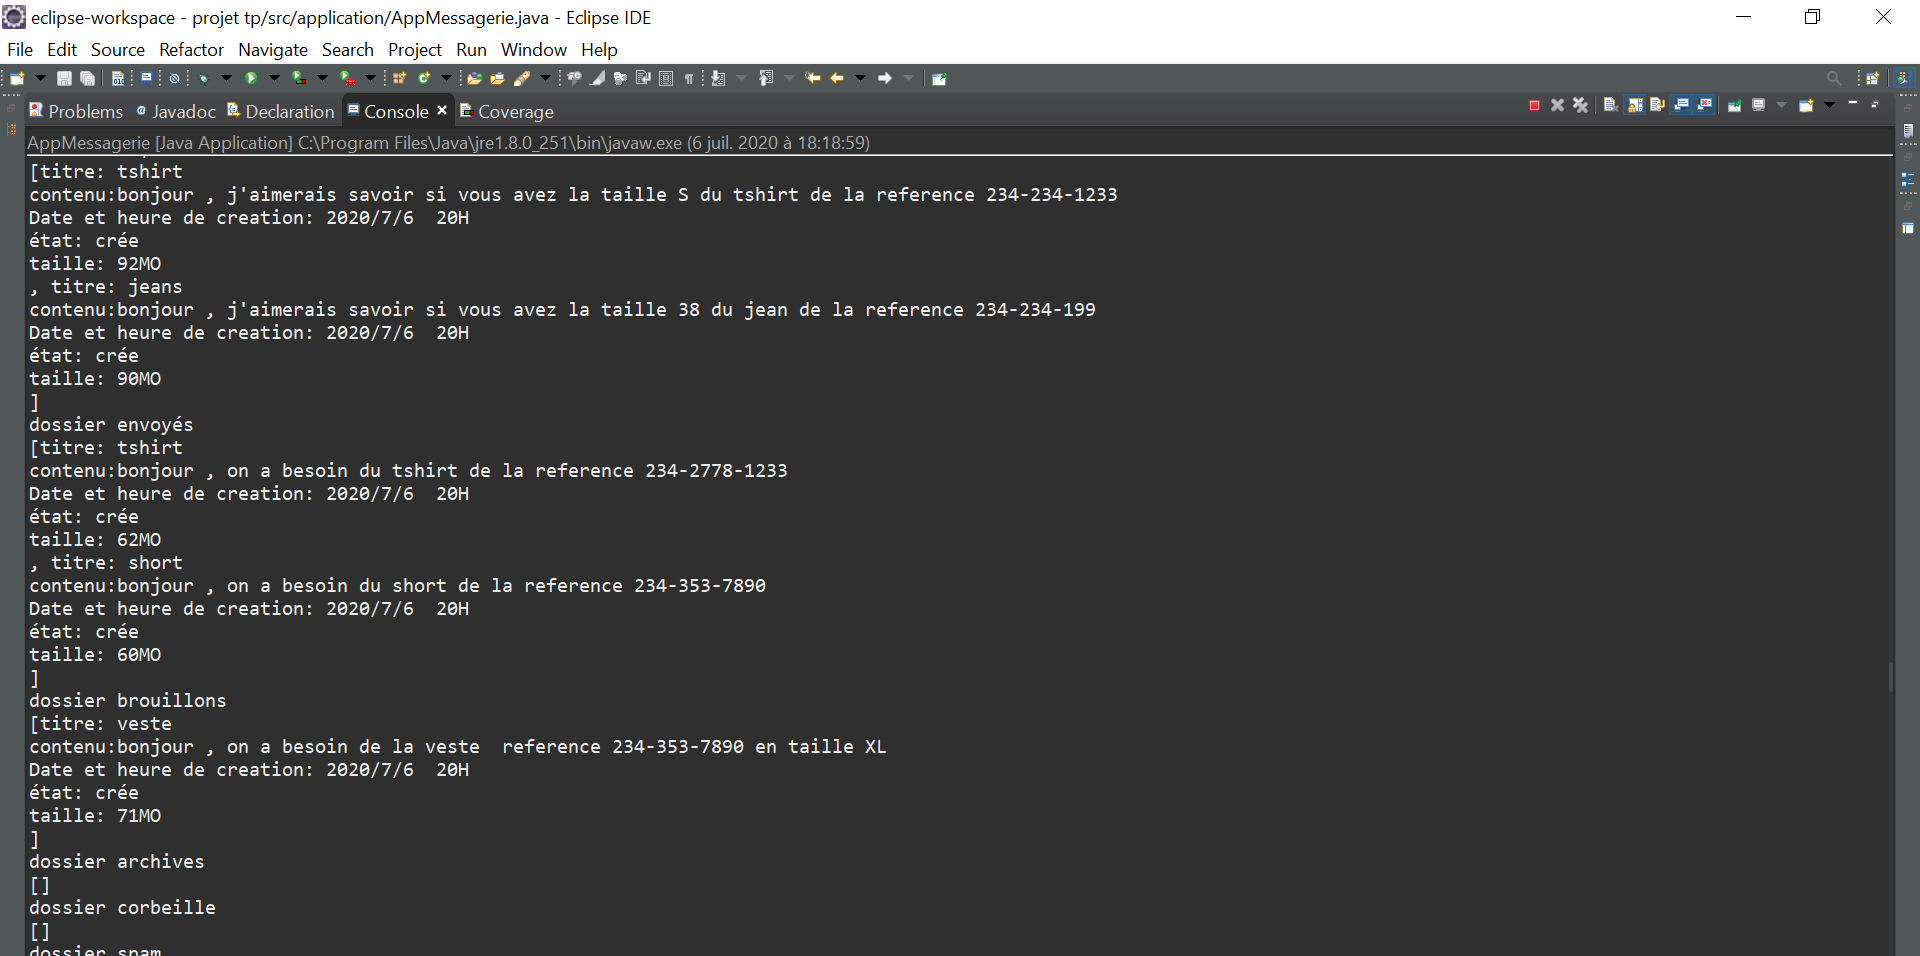 eclipse-workspace - projet tp/src/application/AppMessagerie.java - Eclipse IDE
File Edit Source Refactor Navigate Search Project Run Window Help
Problems Javadoc Declaration Console Coverage
AppMessagerie [Java Application] C:\Program Files\Java\jre1.8.0_251\bin\javaw.exe (6 juil. 2020 à 18:18:59)
[titre: tshirt
contenu:bonjour , j'aimerais savoir si vous avez la taille S du tshirt de la reference 234-234-1233
Date et heure de creation: 2020/7/6  20H
état: crée
taille: 92MO
, titre: jeans
contenu:bonjour , j'aimerais savoir si vous avez la taille 38 du jean de la reference 234-234-199
Date et heure de creation: 2020/7/6  20H
état: crée
taille: 90MO
]
dossier envoyés
[titre: tshirt
contenu:bonjour , on a besoin du tshirt de la reference 234-2778-1233
Date et heure de creation: 2020/7/6  20H
état: crée
taille: 62MO
, titre: short
contenu:bonjour , on a besoin du short de la reference 234-353-7890
Date et heure de creation: 2020/7/6  20H
état: crée
taille: 60MO
]
dossier brouillons
[titre: veste
contenu:bonjour , on a besoin de la veste  reference 234-353-7890 en taille XL
Date et heure de creation: 2020/7/6  20H
état: crée
taille: 71MO
]
dossier archives
[]
dossier corbeille
[]
dossier spam